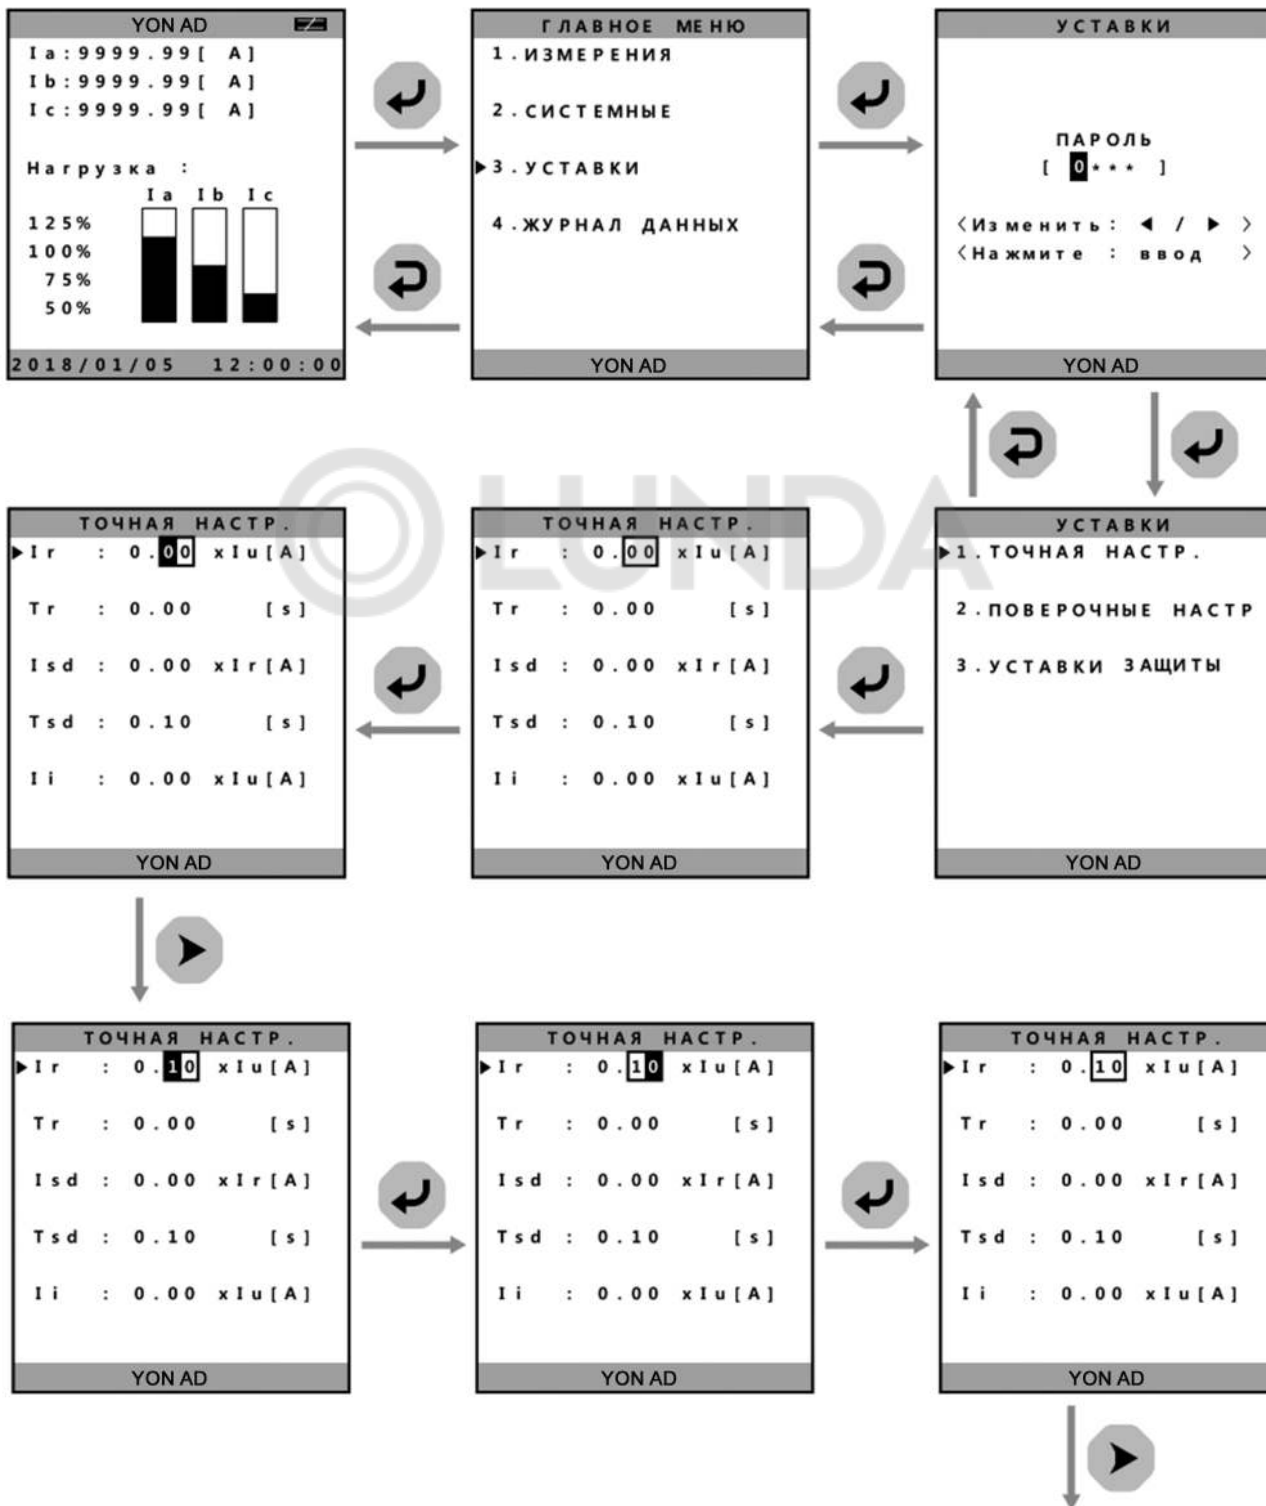 YON AD
Ia:9999.99[ A]
Ib:9999.99[ A]
Ic:9999.99[ A]
Нагрузка :
Ia Ib Ic
125%
100%
75%
50%
2018/01/05 12:00:00
ГЛАВНОЕ МЕНЮ
1.ИЗМЕРЕНИЯ
2.СИСТЕМНЫЕ
▶3.УСТАВКИ
4.ЖУРНАЛ ДАННЫХ
YON AD
УСТАВКИ
ПАРОЛЬ
[ 0*** ]
<Изменить: ◀ / ▶ >
<Нажмите : ввод >
YON AD
ТОЧНАЯ НАСТР.
▶Ir : 0.00 xIu[A]
Tr : 0.00 [s]
Isd : 0.00 xIr[A]
Tsd : 0.10 [s]
Ii : 0.00 xIu[A]
YON AD
ТОЧНАЯ НАСТР.
▶Ir : 0.00 xIu[A]
Tr : 0.00 [s]
Isd : 0.00 xIr[A]
Tsd : 0.10 [s]
Ii : 0.00 xIu[A]
YON AD
УСТАВКИ
▶1.ТОЧНАЯ НАСТР.
2.ПОВЕРОЧНЫЕ НАСТР
3.УСТАВКИ ЗАЩИТЫ
YON AD
LUNDA
ТОЧНАЯ НАСТР.
▶Ir : 0.10 xIu[A]
Tr : 0.00 [s]
Isd : 0.00 xIr[A]
Tsd : 0.10 [s]
Ii : 0.00 xIu[A]
YON AD
ТОЧНАЯ НАСТР.
▶Ir : 0.10 xIu[A]
Tr : 0.00 [s]
Isd : 0.00 xIr[A]
Tsd : 0.10 [s]
Ii : 0.00 xIu[A]
YON AD
ТОЧНАЯ НАСТР.
▶Ir : 0.10 xIu[A]
Tr : 0.00 [s]
Isd : 0.00 xIr[A]
Tsd : 0.10 [s]
Ii : 0.00 xIu[A]
YON AD